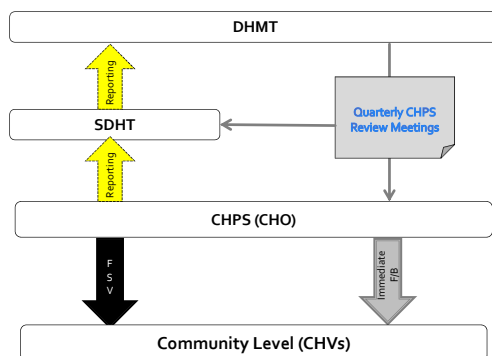 DHMT
Reporting
Quarterly CHPS
Review Meetings
SDHT
Reporting
CHPS (CHO)
F
S
V
Immediate
F/B
Community Level (CHVs)